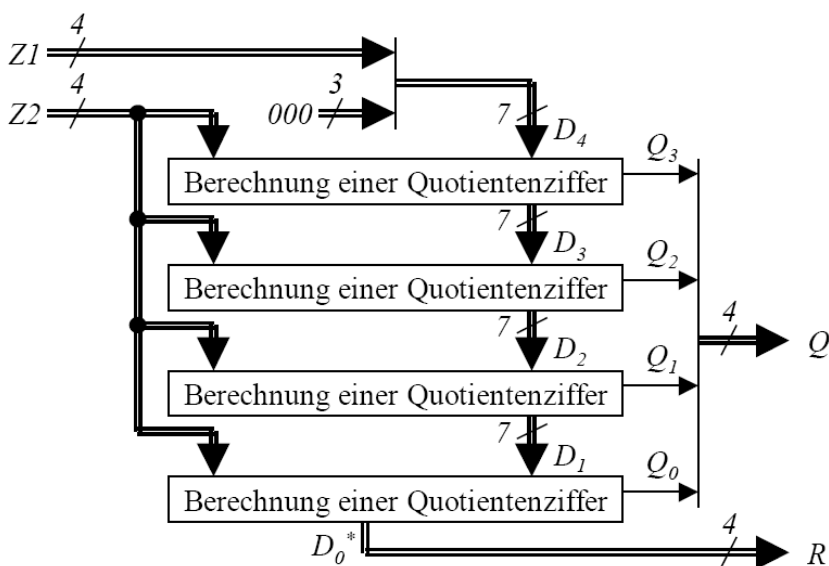 4
Z1
4
3
Z2
000
7
D4
Q3
Berechnung einer Quotientenziffer
7
D3
Q2
Berechnung einer Quotientenziffer
4
7
Q
D2
Q1
Berechnung einer Quotientenziffer
7
D1
Q0
Berechnung einer Quotientenziffer
4
D0*
R